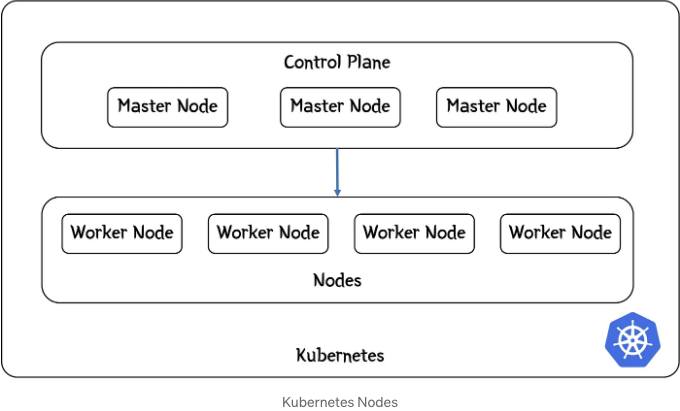 Control Plane
Master Node Master Node Master Node
Worker Node Worker Node Worker Node Worker Node
Nodes
Kubernetes
Kubernetes Nodes